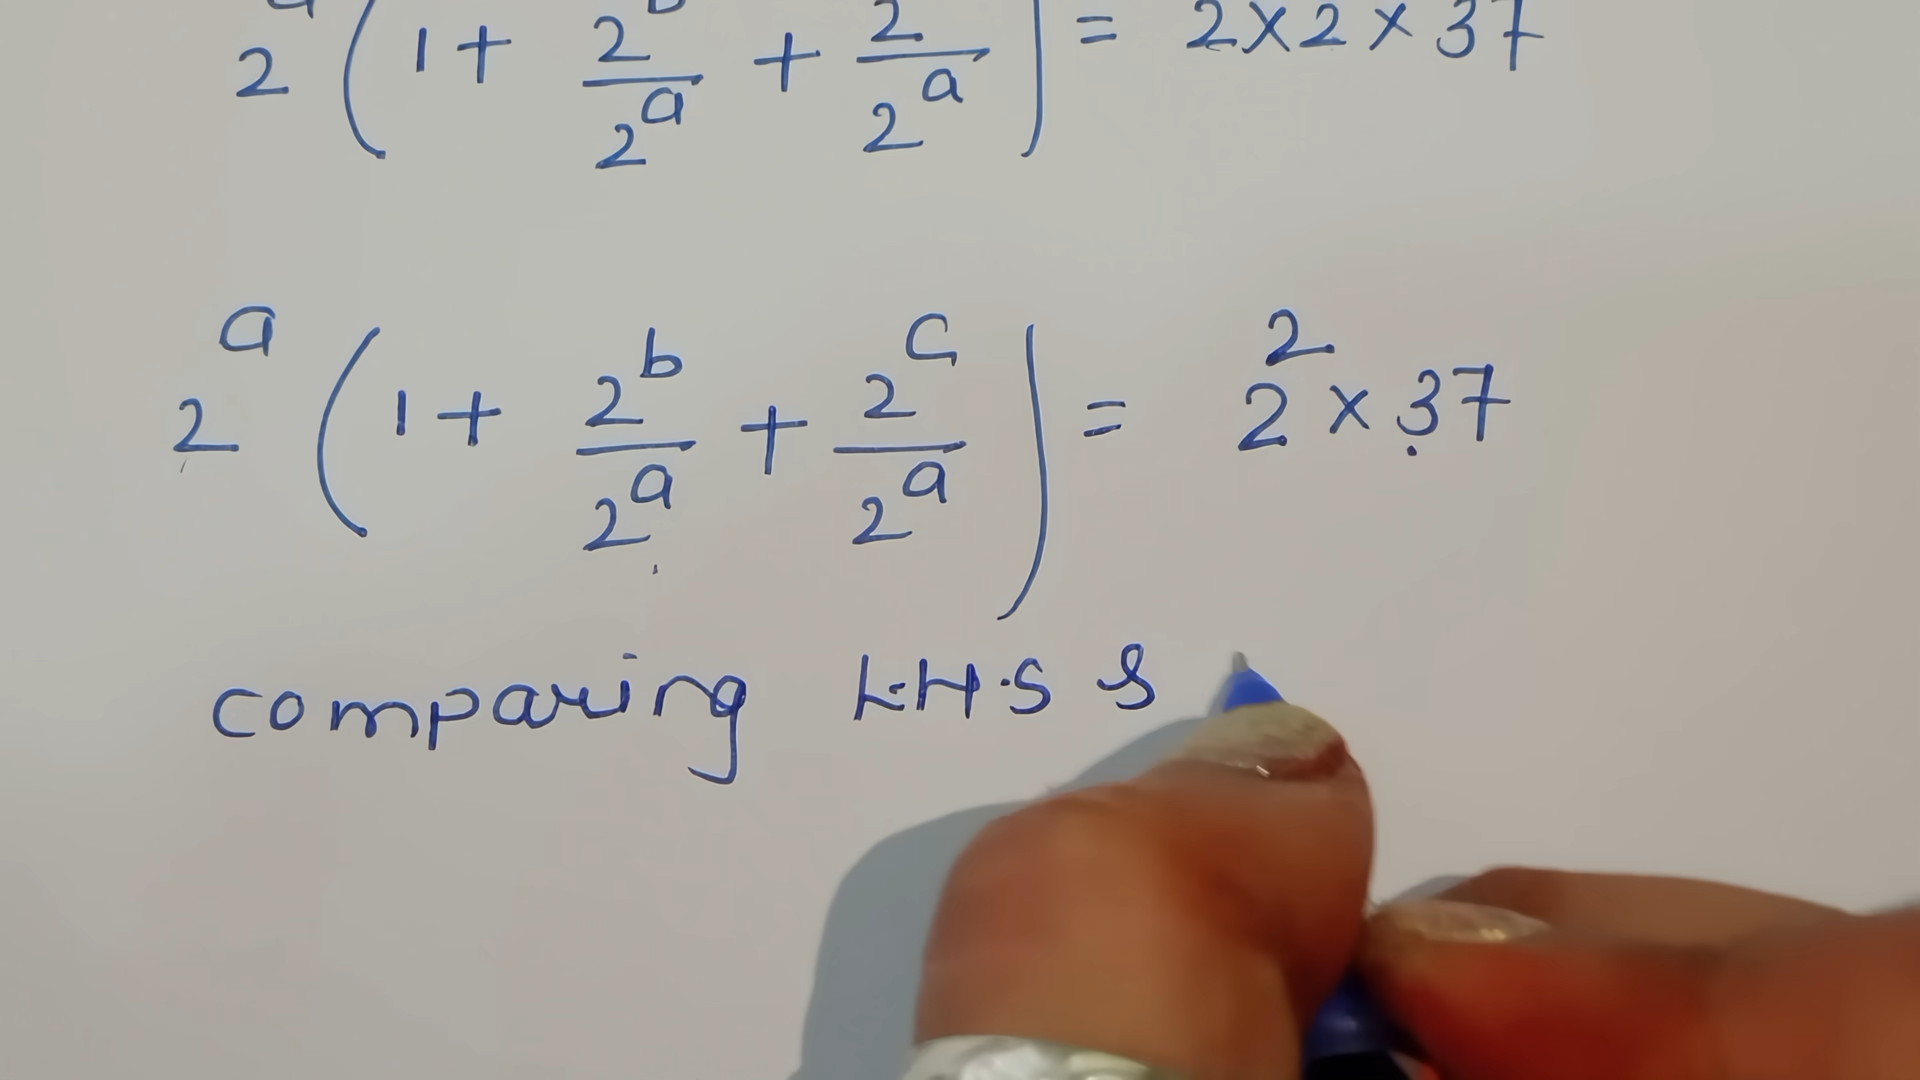 2^a (1 + 2^b/2^a + 2/2^a) = 2×2×37
2^a (1 + 2^b/2^a + 2^c/2^a) = 2^2 × 37
comparing L.H.S &